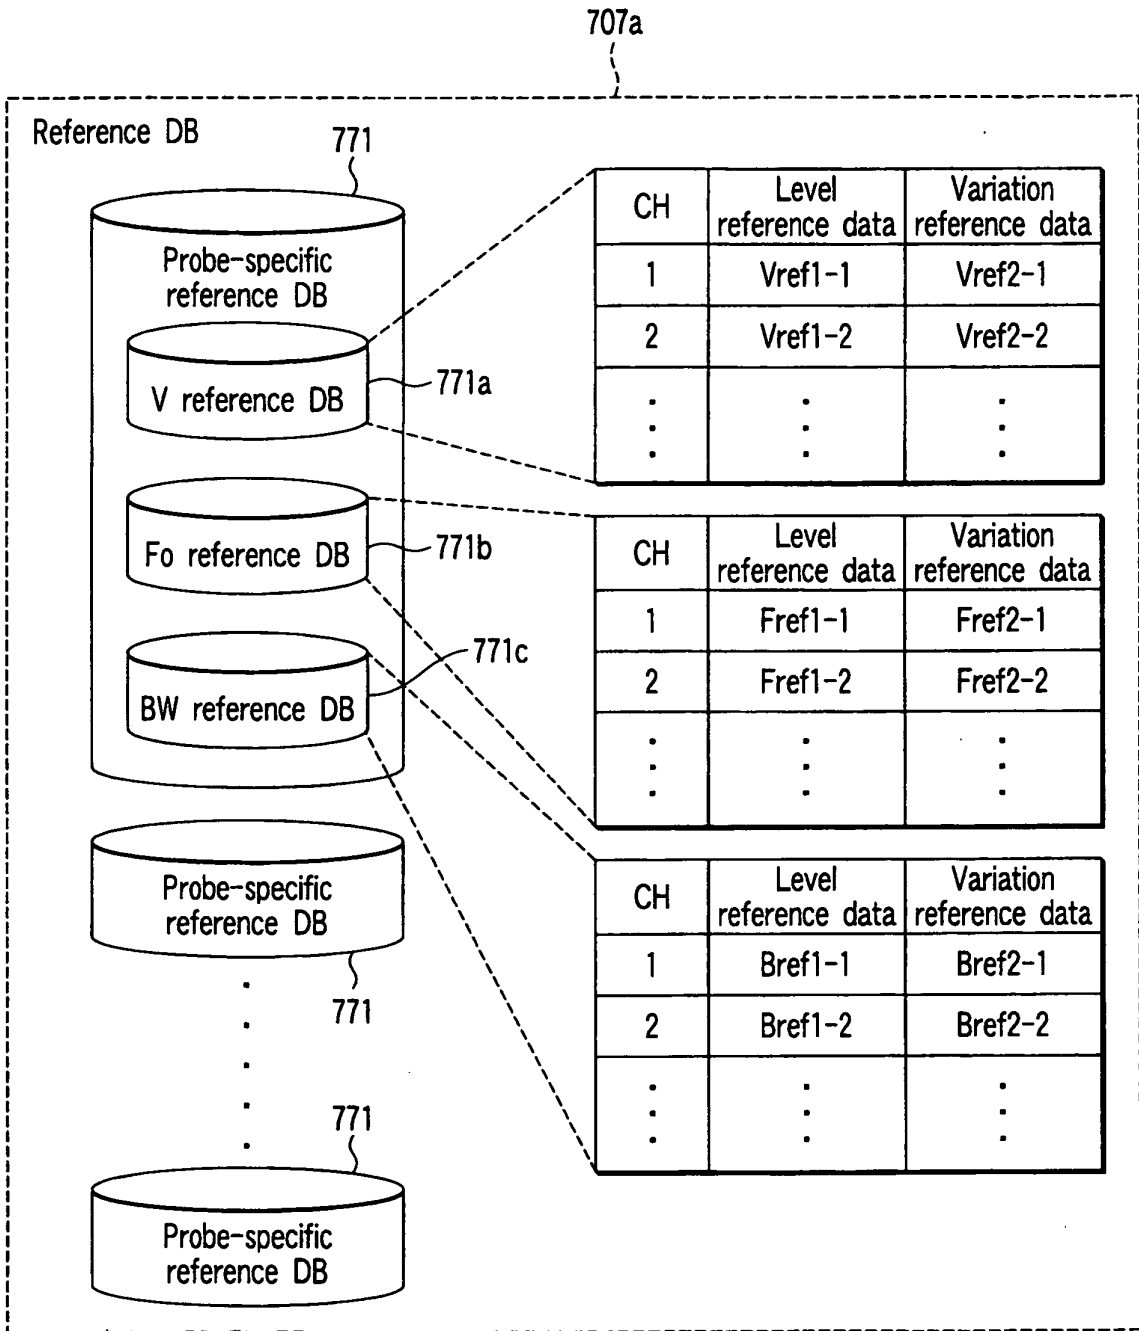 707a
Reference DB
771
Probe-specific
reference DB
V reference DB
771a
Fo reference DB
771b
BW reference DB
771c
Probe-specific
reference DB
771
771
Probe-specific
reference DB
CH Level reference data Variation reference data
1 Vref1-1 Vref2-1
2 Vref1-2 Vref2-2
CH Level reference data Variation reference data
1 Fref1-1 Fref2-1
2 Fref1-2 Fref2-2
CH Level reference data Variation reference data
1 Bref1-1 Bref2-1
2 Bref1-2 Bref2-2